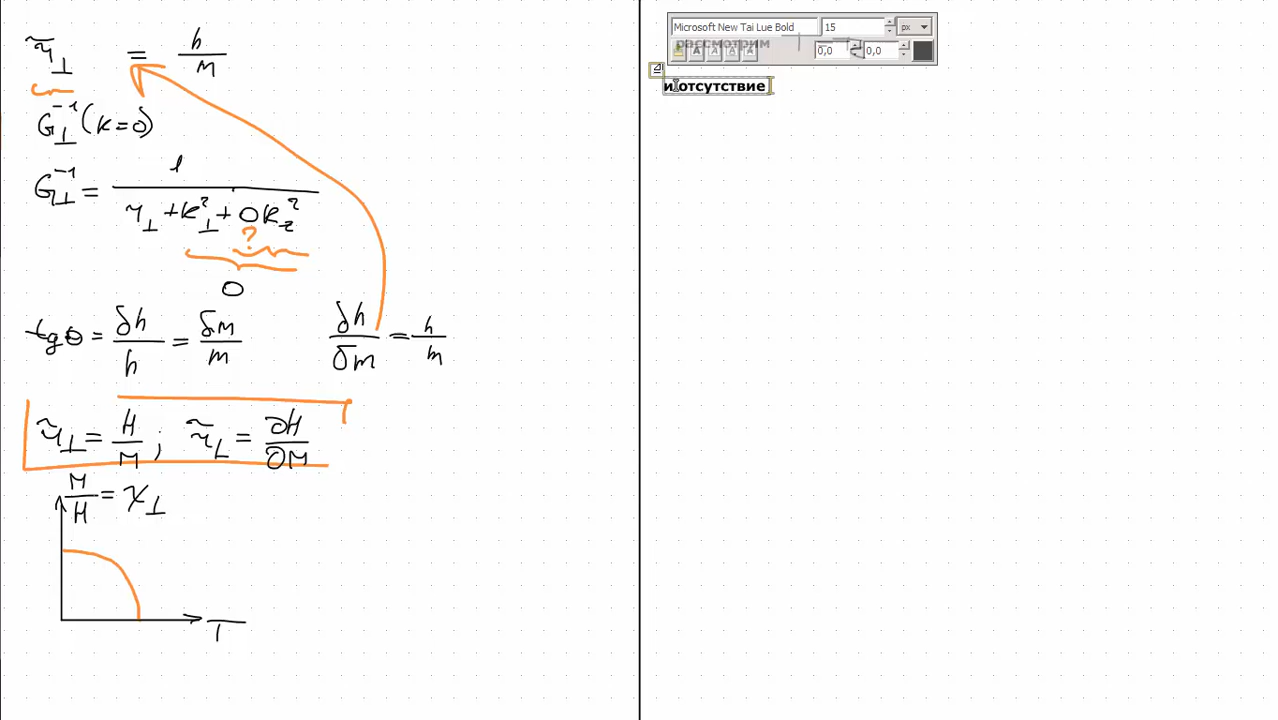 τ̃⊥ = h/m
G⊥⁻¹(k=0)
G⊥⁻¹ = 1/(τ⊥ + k⊥² + 0k_z²)
?
0
tgθ = δh/h = δm/m
δh/δm = h/m
τ̃⊥ = H/M ; τ̃_L = ∂H/∂M
M/H = χ⊥
T
Microsoft New Tai Lue Bold 15 px
рассмотрим
A A A 0,0 0,0
и отсутствие